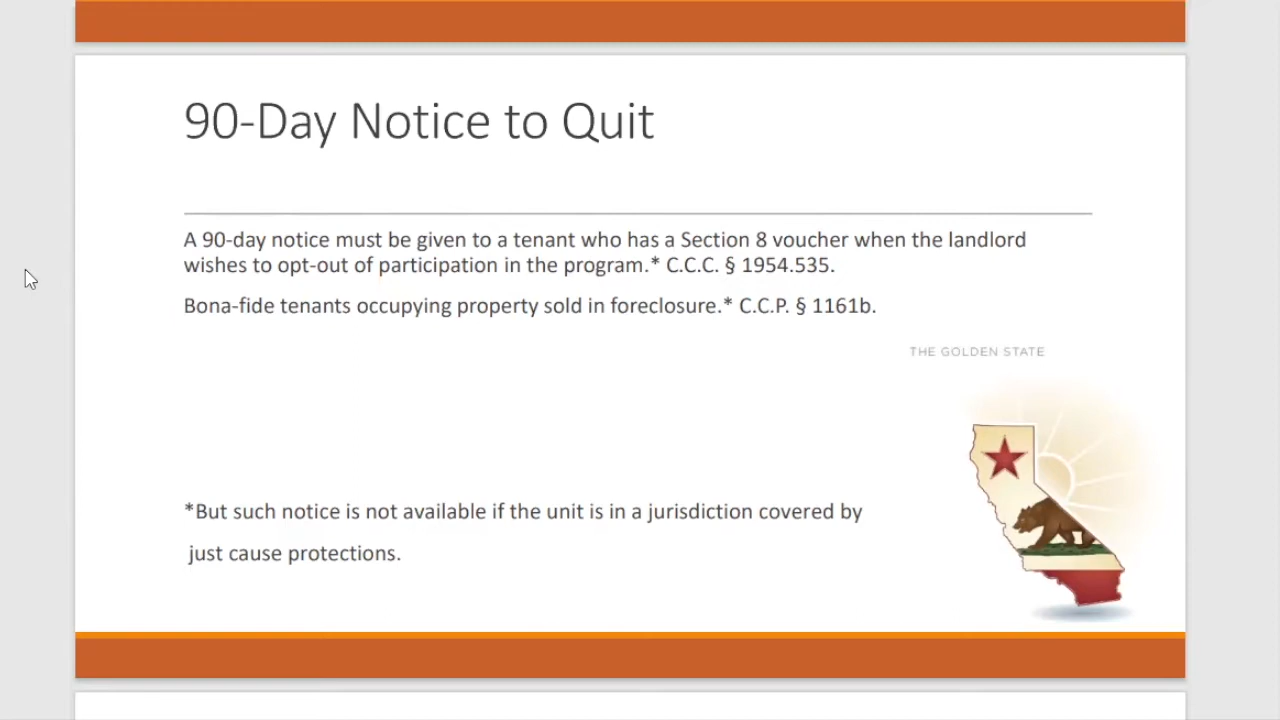 90-Day Notice to Quit
A 90-day notice must be given to a tenant who has a Section 8 voucher when the landlord
wishes to opt-out of participation in the program.* C.C.C. § 1954.535.
Bona-fide tenants occupying property sold in foreclosure.* C.C.P. § 1161b.
THE GOLDEN STATE
*But such notice is not available if the unit is in a jurisdiction covered by
just cause protections.